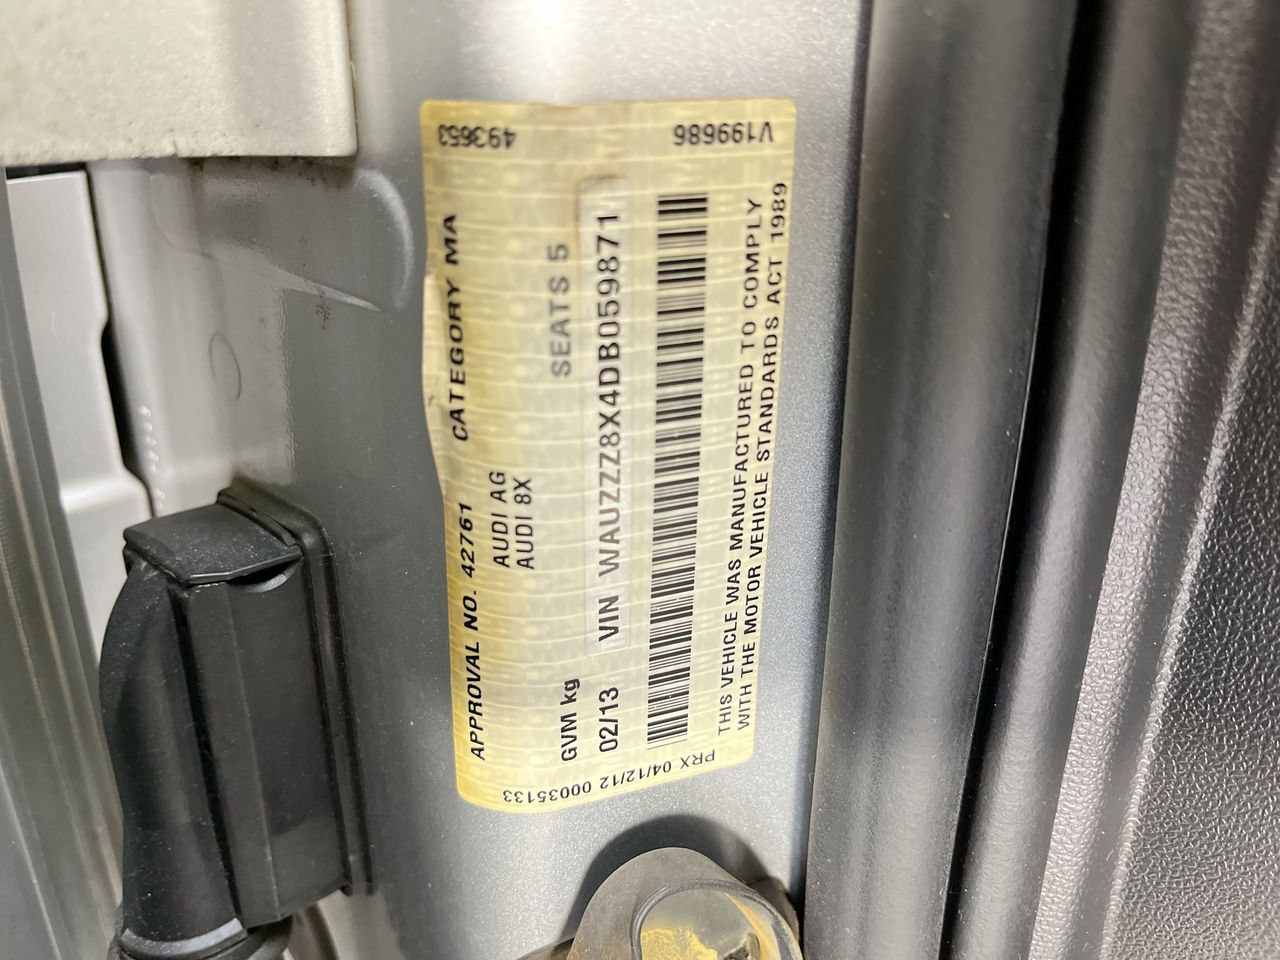 APPROVAL NO. 42761 CATEGORY MA
AUDI AG
AUDI 8X
GVM kg SEATS 5
02/13 VIN WAUZZZ8X4DB059871
THIS VEHICLE WAS MANUFACTURED TO COMPLY
WITH THE MOTOR VEHICLE STANDARDS ACT 1989
493653
V199686
PRX 04/12/12 00035133